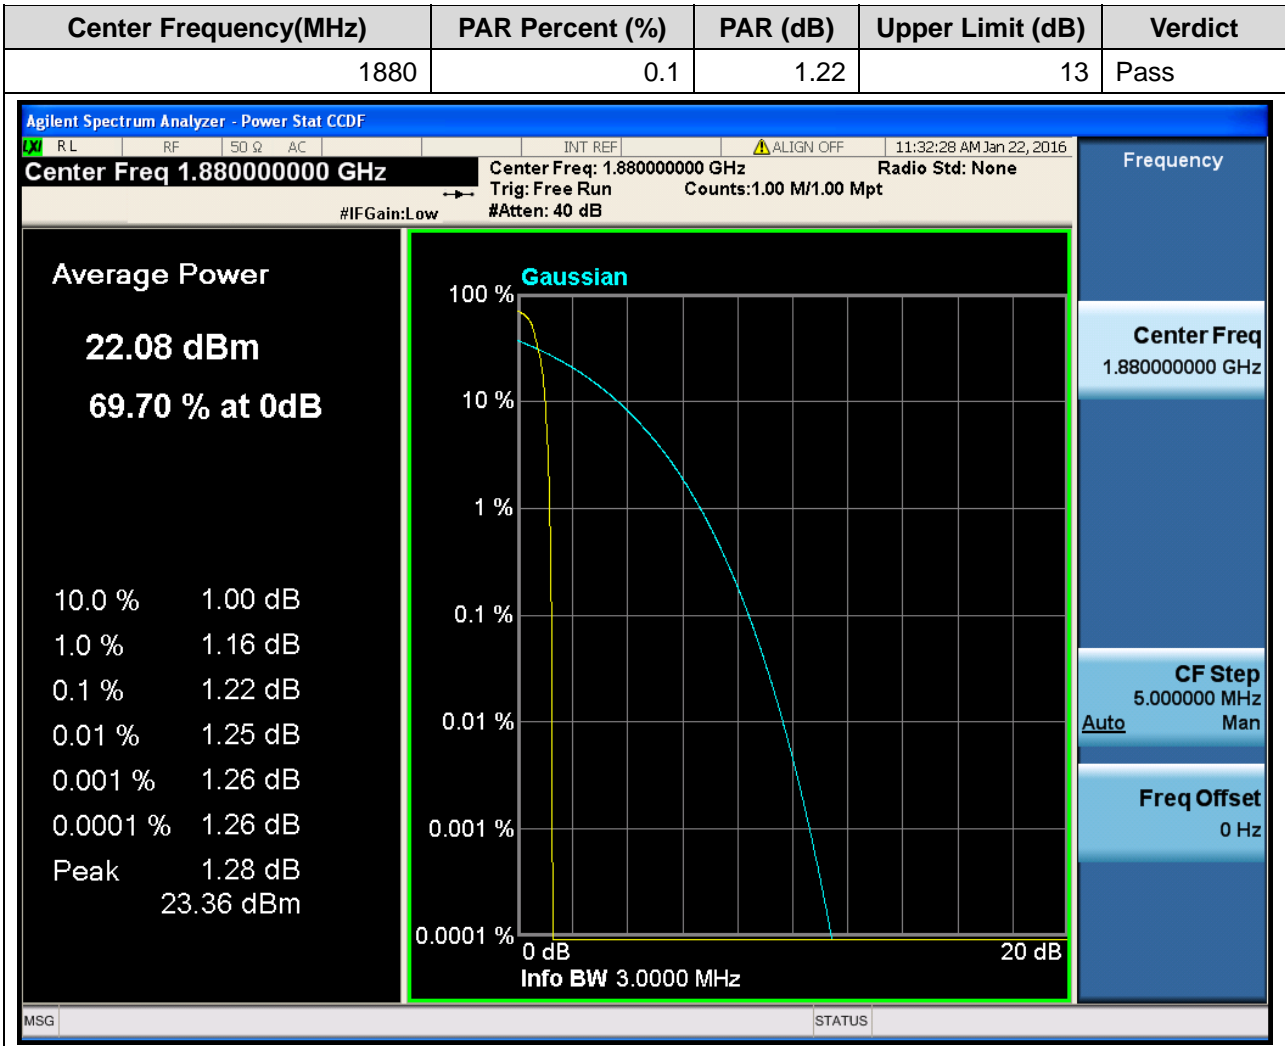 Center Frequency(MHz) PAR Percent (%) PAR (dB) Upper Limit (dB) Verdict
1880 0.1 1.22 13 Pass
Agilent Spectrum Analyzer - Power Stat CCDF
LXI RL RF 50 Ω AC INT REF ALIGN OFF 11:32:28 AM Jan 22, 2016
Center Freq 1.880000000 GHz
#IFGain:Low
Center Freq: 1.880000000 GHz Radio Std: None
Trig: Free Run Counts:1.00 M/1.00 Mpt
#Atten: 40 dB
Average Power
22.08 dBm
69.70 % at 0dB
10.0 % 1.00 dB
1.0 % 1.16 dB
0.1 % 1.22 dB
0.01 % 1.25 dB
0.001 % 1.26 dB
0.0001 % 1.26 dB
Peak 1.28 dB
23.36 dBm
Gaussian
100 %
10 %
1 %
0.1 %
0.01 %
0.001 %
0.0001 %
0 dB 20 dB
Info BW 3.0000 MHz
Frequency
Center Freq
1.880000000 GHz
CF Step
5.000000 MHz
Auto Man
Freq Offset
0 Hz
MSG STATUS